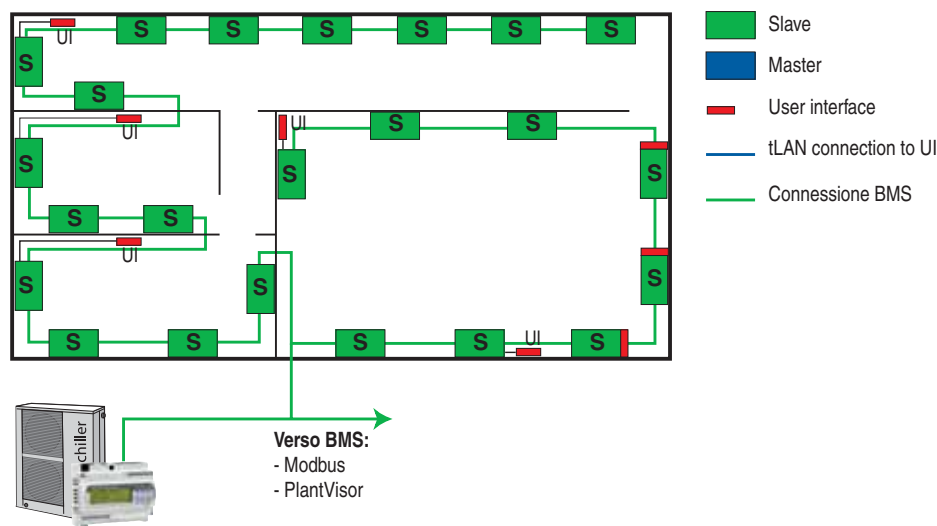 S S S S S S
UI
S
S
Slave
Master
User interface
tLAN connection to UI
Connessione BMS
UI
S
S S
UI
S
S S
S
UI
S S
S
S
S
S S S
UI
chiller
Verso BMS:
- Modbus
- PlantVisor